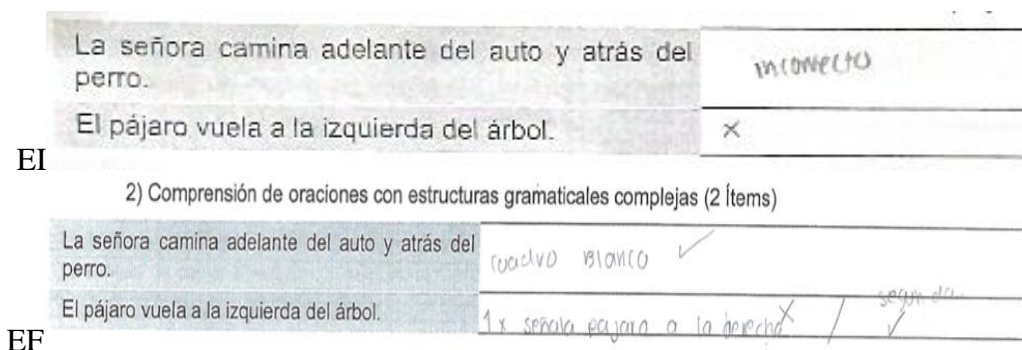 La señora camina adelante del auto y atrás del
perro.
incorrecto
El pájaro vuela a la izquierda del árbol.
X
EI
2) Comprensión de oraciones con estructuras gramaticales complejas (2 Ítems)
La señora camina adelante del auto y atrás del
perro.
cuadro Blanco ✓
El pájaro vuela a la izquierda del árbol.
1x señala pajaro a la derecha X / segunda ✓
EF